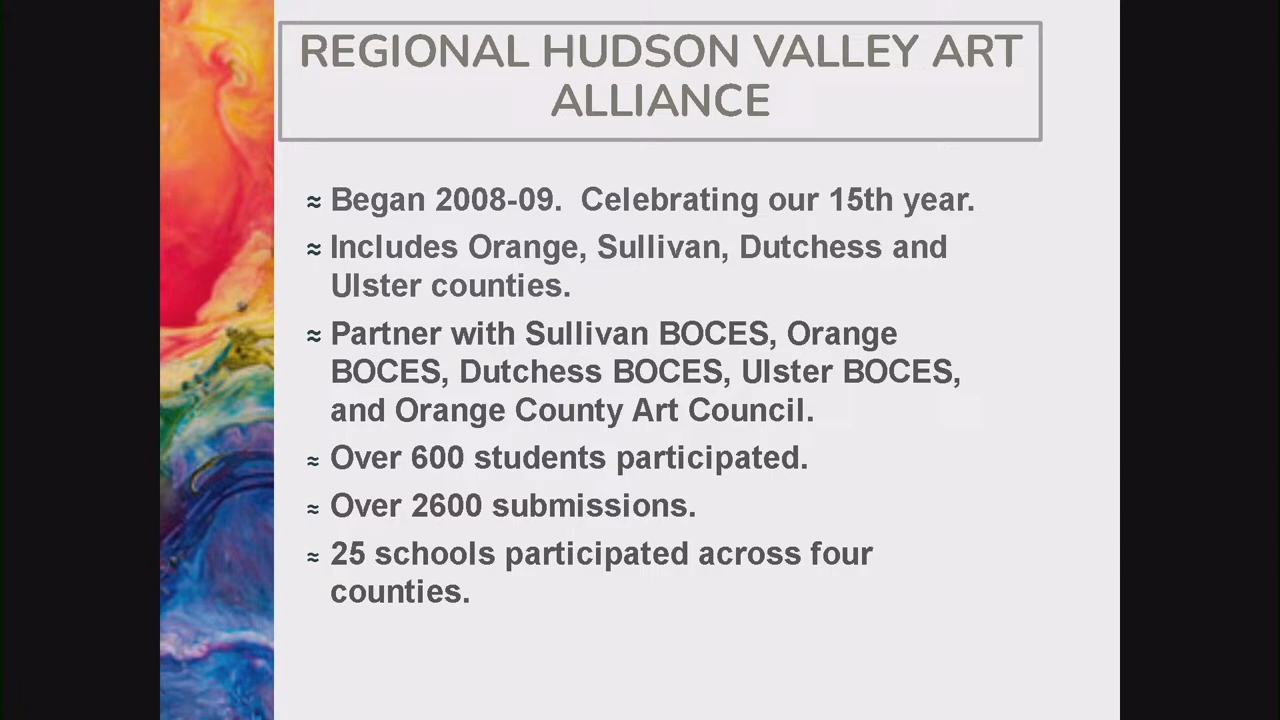 REGIONAL HUDSON VALLEY ART
ALLIANCE
≈ Began 2008-09.  Celebrating our 15th year.
≈ Includes Orange, Sullivan, Dutchess and
Ulster counties.
≈ Partner with Sullivan BOCES, Orange
BOCES, Dutchess BOCES, Ulster BOCES,
and Orange County Art Council.
≈ Over 600 students participated.
≈ Over 2600 submissions.
≈ 25 schools participated across four
counties.